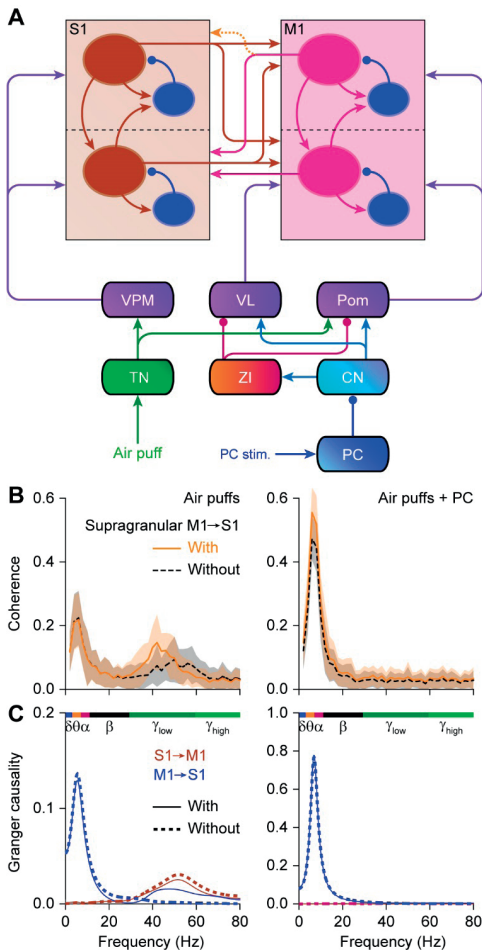 A
S1
M1
VPM
VL
Pom
TN
ZI
CN
Air puff
PC stim.
PC
B
Air puffs
Air puffs + PC
Supragranular M1→S1
With
Without
Coherence
0.6
0.4
0.2
0.0
0.6
0.4
0.2
0.0
C
Granger causality
0.2
0.1
0.0
δθα β γlow γhigh
S1→M1
M1→S1
With
Without
0 20 40 60 80
Frequency (Hz)
1.0
0.8
0.6
0.4
0.2
0.0
δθα β γlow γhigh
0 20 40 60 80
Frequency (Hz)